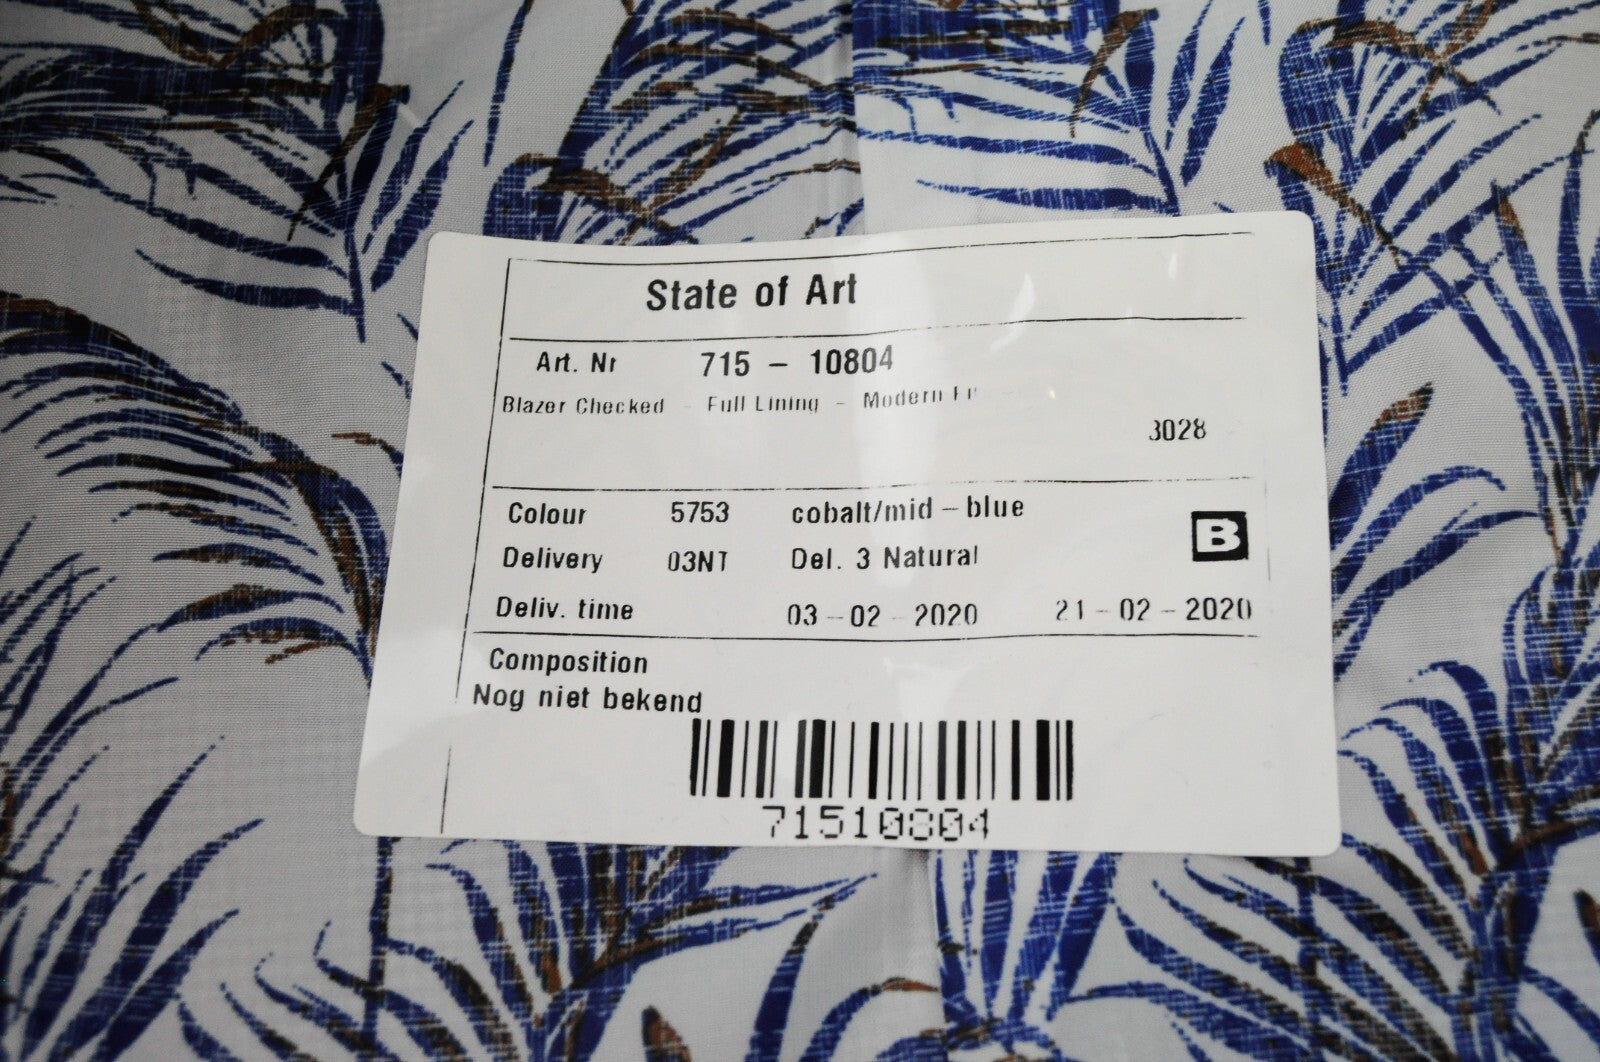 State of Art
Art. Nr 715 - 10804
Blazer Checked - Full Lining - Modern
3028
Colour 5753 cobalt/mid-blue
B
Delivery 03NT Del. 3 Natural
Deliv. time 03-02-2020 21-02-2020
Composition
Nog niet bekend
71510804